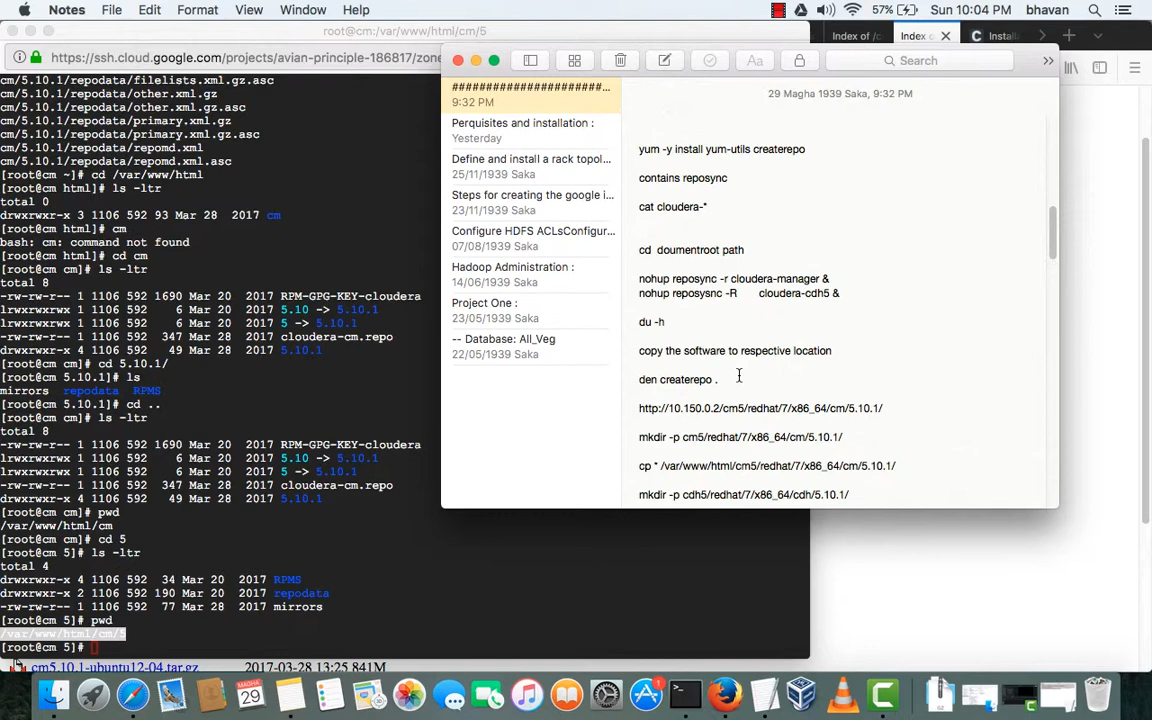 Notes File Edit Format View Window Help
57% Sun 10:04 PM bhavan
root@cm:/var/www/html/cm/5
https://ssh.cloud.google.com/projects/avian-principle-186817/zone
Index of /c
Index o
Install
Search
cm/5.10.1/repodata/filelists.xml.gz.asc
cm/5.10.1/repodata/other.xml.gz
cm/5.10.1/repodata/other.xml.gz.asc
cm/5.10.1/repodata/primary.xml.gz
cm/5.10.1/repodata/primary.xml.gz.asc
cm/5.10.1/repodata/repomd.xml
cm/5.10.1/repodata/repomd.xml.asc
[root@cm ~]# cd /var/www/html
[root@cm html]# ls -ltr
total 0
drwxrwxr-x 3 1106 592 93 Mar 28  2017 cm
[root@cm html]# cm
bash: cm: command not found
[root@cm html]# cd cm
[root@cm cm]# ls -ltr
total 8
-rw-rw-r-- 1 1106 592 1690 Mar 20  2017 RPM-GPG-KEY-cloudera
lrwxrwxrwx 1 1106 592    6 Mar 20  2017 5.10 -> 5.10.1
lrwxrwxrwx 1 1106 592    6 Mar 20  2017 5 -> 5.10.1
-rw-rw-r-- 1 1106 592  347 Mar 28  2017 cloudera-cm.repo
drwxrwxr-x 4 1106 592   49 Mar 28  2017 5.10.1
[root@cm cm]# cd 5.10.1/
[root@cm 5.10.1]# ls
mirrors  repodata  RPMS
[root@cm 5.10.1]# cd ..
[root@cm cm]# ls -ltr
total 8
-rw-rw-r-- 1 1106 592 1690 Mar 20  2017 RPM-GPG-KEY-cloudera
lrwxrwxrwx 1 1106 592    6 Mar 20  2017 5.10 -> 5.10.1
lrwxrwxrwx 1 1106 592    6 Mar 20  2017 5 -> 5.10.1
-rw-rw-r-- 1 1106 592  347 Mar 28  2017 cloudera-cm.repo
drwxrwxr-x 4 1106 592   49 Mar 28  2017 5.10.1
[root@cm cm]# pwd
/var/www/html/cm
[root@cm cm]# cd 5
[root@cm 5]# ls -ltr
total 4
drwxrwxr-x 4 1106 592  34 Mar 20  2017 RPMS
drwxrwxr-x 2 1106 592 190 Mar 20  2017 repodata
-rw-rw-r-- 1 1106 592  77 Mar 28  2017 mirrors
[root@cm 5]# pwd
/var/www/html/cm/5
[root@cm 5]#
cm5.10.1-ubuntu12-04.tar.gz 2017-03-28 13:25 841M
######################...
9:32 PM
Perquisites and installation :
Yesterday
Define and install a rack topol...
25/11/1939 Saka
Steps for creating the google i...
23/11/1939 Saka
Configure HDFS ACLsConfigur...
07/08/1939 Saka
Hadoop Administration :
14/06/1939 Saka
Project One :
23/05/1939 Saka
-- Database: All_Veg
22/05/1939 Saka
29 Magha 1939 Saka, 9:32 PM
yum -y install yum-utils createrepo
contains reposync
cat cloudera-*
cd  doumentroot path
nohup reposync -r cloudera-manager &
nohup reposysnc -R      cloudera-cdh5 &
du -h
copy the software to respective location
den createrepo .
http://10.150.0.2/cm5/redhat/7/x86_64/cm/5.10.1/
mkdir -p cm5/redhat/7/x86_64/cm/5.10.1/
cp * /var/www/html/cm5/redhat/7/x86_64/cm/5.10.1/
mkdir -p cdh5/redhat/7/x86_64/cdh/5.10.1/